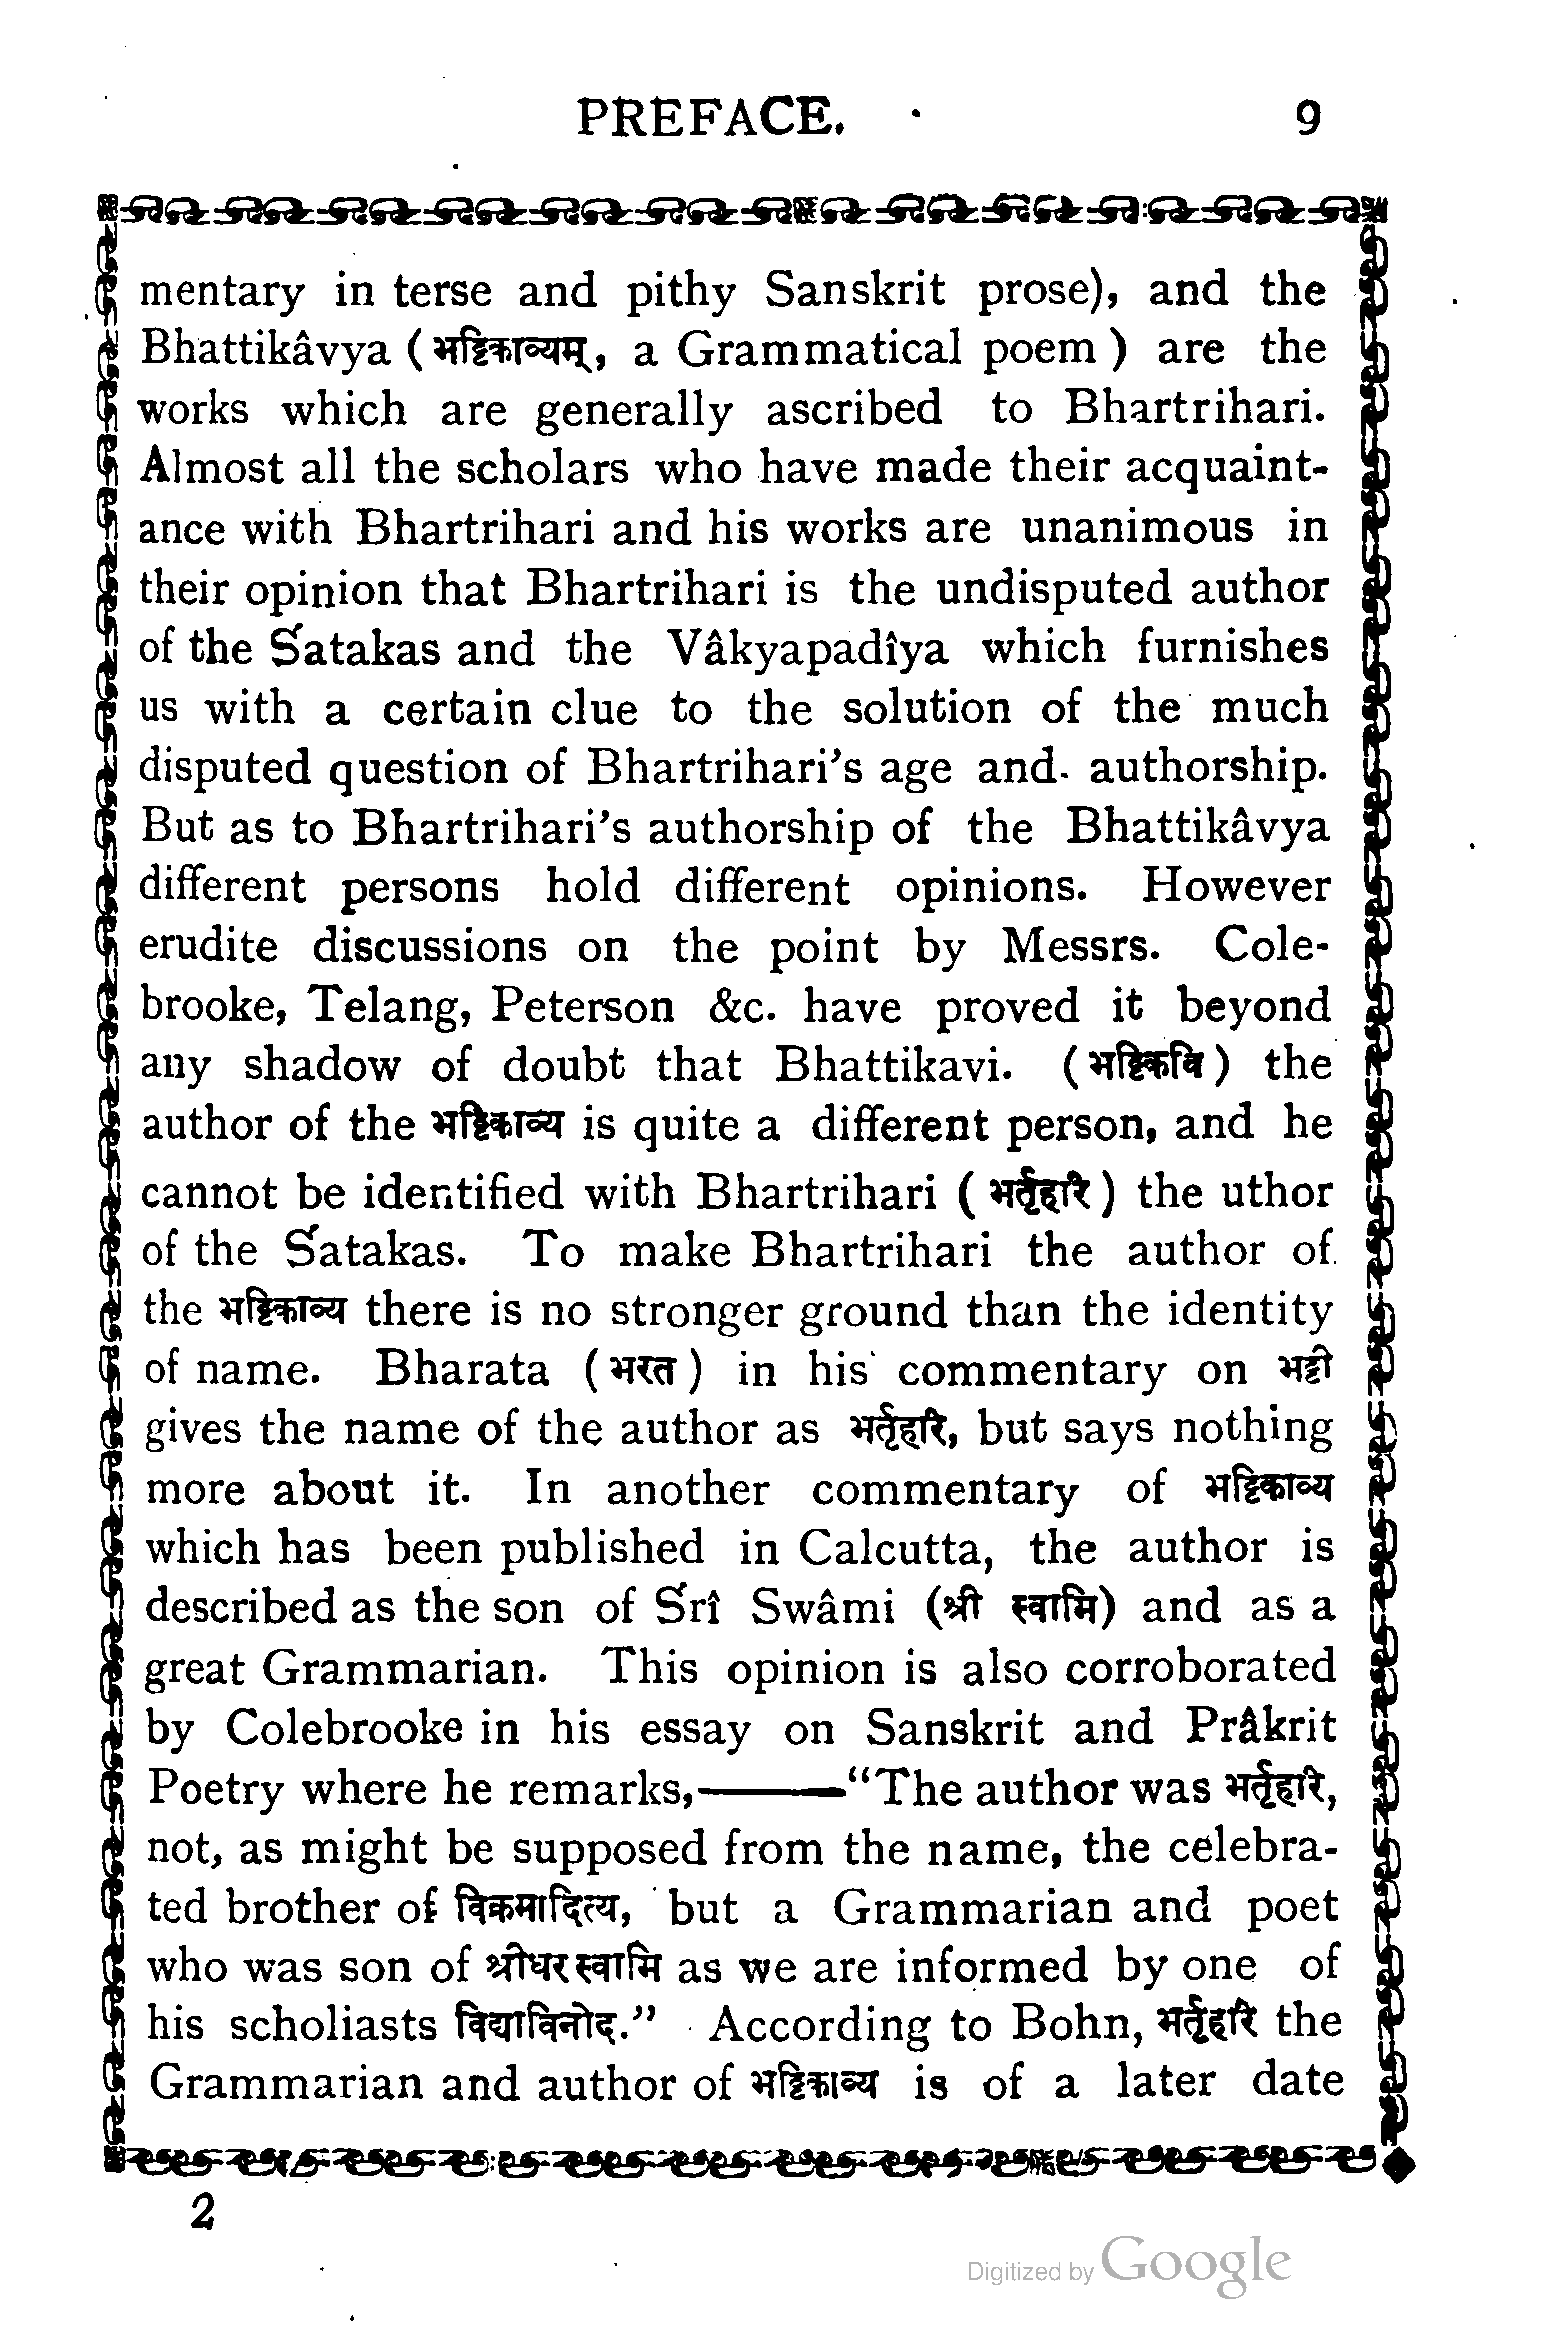 PREFACE. 9
mentary in terse and pithy Sanskrit prose), and the
Bhattikâvya ( भट्टिकाव्यम्, a Grammatical poem ) are the
works which are generally ascribed to Bhartrihari.
Almost all the scholars who have made their acquaint-
ance with Bhartrihari and his works are unanimous in
their opinion that Bhartrihari is the undisputed author
of the Śatakas and the Vâkyapadîya which furnishes
us with a certain clue to the solution of the much
disputed question of Bhartrihari's age and. authorship.
But as to Bhartrihari's authorship of the Bhattikâvya
different persons hold different opinions. However
erudite discussions on the point by Messrs. Cole-
brooke, Telang, Peterson &c. have proved it beyond
any shadow of doubt that Bhattikavi. ( भट्टिकवि ) the
author of the भट्टिकाव्य is quite a different person, and he
cannot be identified with Bhartrihari ( भर्तृहरि ) the uthor
of the Śatakas. To make Bhartrihari the author of
the भट्टिकाव्य there is no stronger ground than the identity
of name. Bharata ( भरत ) in his commentary on भट्टी
gives the name of the author as भर्तृहरि, but says nothing
more about it. In another commentary of भट्टिकाव्य
which has been published in Calcutta, the author is
described as the son of Śrî Swâmi (श्री स्वामि) and as a
great Grammarian. This opinion is also corroborated
by Colebrooke in his essay on Sanskrit and Prâkrit
Poetry where he remarks,——"The author was भर्तृहरि,
not, as might be supposed from the name, the celebra-
ted brother of विक्रमादित्य, but a Grammarian and poet
who was son of श्रीधर स्वामि as we are informed by one of
his scholiasts विद्याविनोद." According to Bohn, भर्तृहरि the
Grammarian and author of भट्टिकाव्य is of a later date
2
Digitized by Google